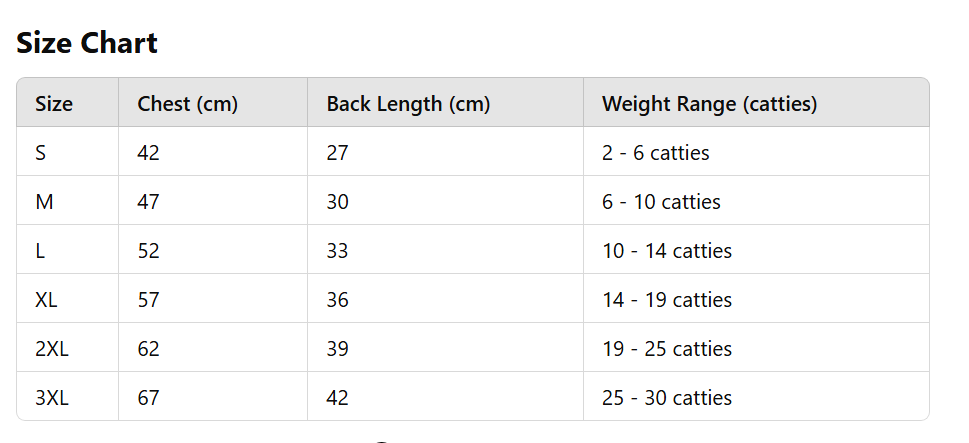 Size Chart
Size Chest (cm) Back Length (cm) Weight Range (catties)
S 42 27 2 - 6 catties
M 47 30 6 - 10 catties
L 52 33 10 - 14 catties
XL 57 36 14 - 19 catties
2XL 62 39 19 - 25 catties
3XL 67 42 25 - 30 catties